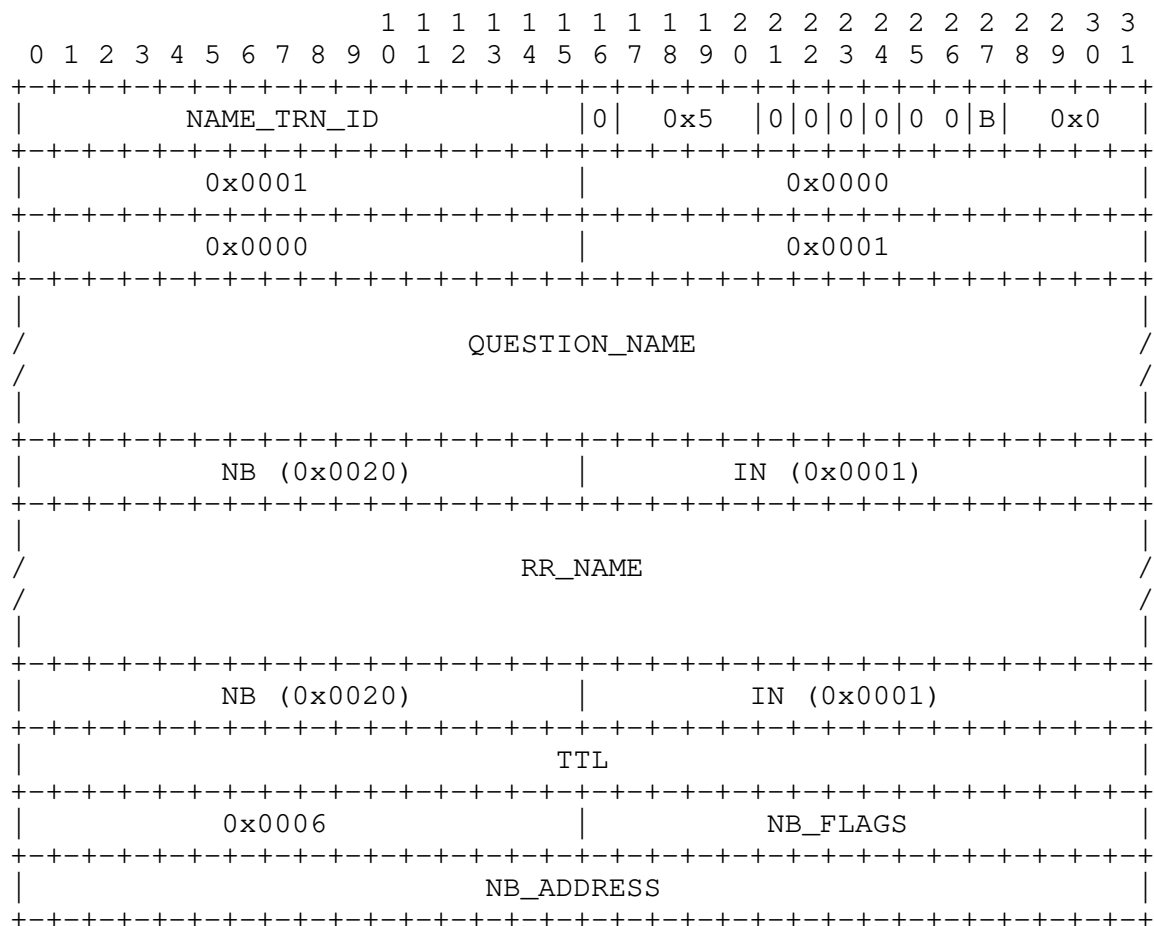 1 1 1 1 1 1 1 1 1 1 2 2 2 2 2 2 2 2 2 2 3 3
  0 1 2 3 4 5 6 7 8 9 0 1 2 3 4 5 6 7 8 9 0 1 2 3 4 5 6 7 8 9 0 1
 +-+-+-+-+-+-+-+-+-+-+-+-+-+-+-+-+-+-+-+-+-+-+-+-+-+-+-+-+-+-+-+-+
 |         NAME_TRN_ID           |0|  0x5  |0|0|0|0|0 0|B|  0x0  |
 +-+-+-+-+-+-+-+-+-+-+-+-+-+-+-+-+-+-+-+-+-+-+-+-+-+-+-+-+-+-+-+-+
 |          0x0001               |           0x0000              |
 +-+-+-+-+-+-+-+-+-+-+-+-+-+-+-+-+-+-+-+-+-+-+-+-+-+-+-+-+-+-+-+-+
 |          0x0000               |           0x0001              |
 +-+-+-+-+-+-+-+-+-+-+-+-+-+-+-+-+-+-+-+-+-+-+-+-+-+-+-+-+-+-+-+-+
 |                                                               |
 /                         QUESTION_NAME                         /
 /                                                               /
 |                                                               |
 +-+-+-+-+-+-+-+-+-+-+-+-+-+-+-+-+-+-+-+-+-+-+-+-+-+-+-+-+-+-+-+-+
 |           NB (0x0020)         |        IN (0x0001)            |
 +-+-+-+-+-+-+-+-+-+-+-+-+-+-+-+-+-+-+-+-+-+-+-+-+-+-+-+-+-+-+-+-+
 |                                                               |
 /                            RR_NAME                            /
 /                                                               /
 |                                                               |
 +-+-+-+-+-+-+-+-+-+-+-+-+-+-+-+-+-+-+-+-+-+-+-+-+-+-+-+-+-+-+-+-+
 |           NB (0x0020)         |         IN (0x0001)           |
 +-+-+-+-+-+-+-+-+-+-+-+-+-+-+-+-+-+-+-+-+-+-+-+-+-+-+-+-+-+-+-+-+
 |                              TTL                              |
 +-+-+-+-+-+-+-+-+-+-+-+-+-+-+-+-+-+-+-+-+-+-+-+-+-+-+-+-+-+-+-+-+
 |           0x0006              |          NB_FLAGS             |
 +-+-+-+-+-+-+-+-+-+-+-+-+-+-+-+-+-+-+-+-+-+-+-+-+-+-+-+-+-+-+-+-+
 |                          NB_ADDRESS                           |
 +-+-+-+-+-+-+-+-+-+-+-+-+-+-+-+-+-+-+-+-+-+-+-+-+-+-+-+-+-+-+-+-+